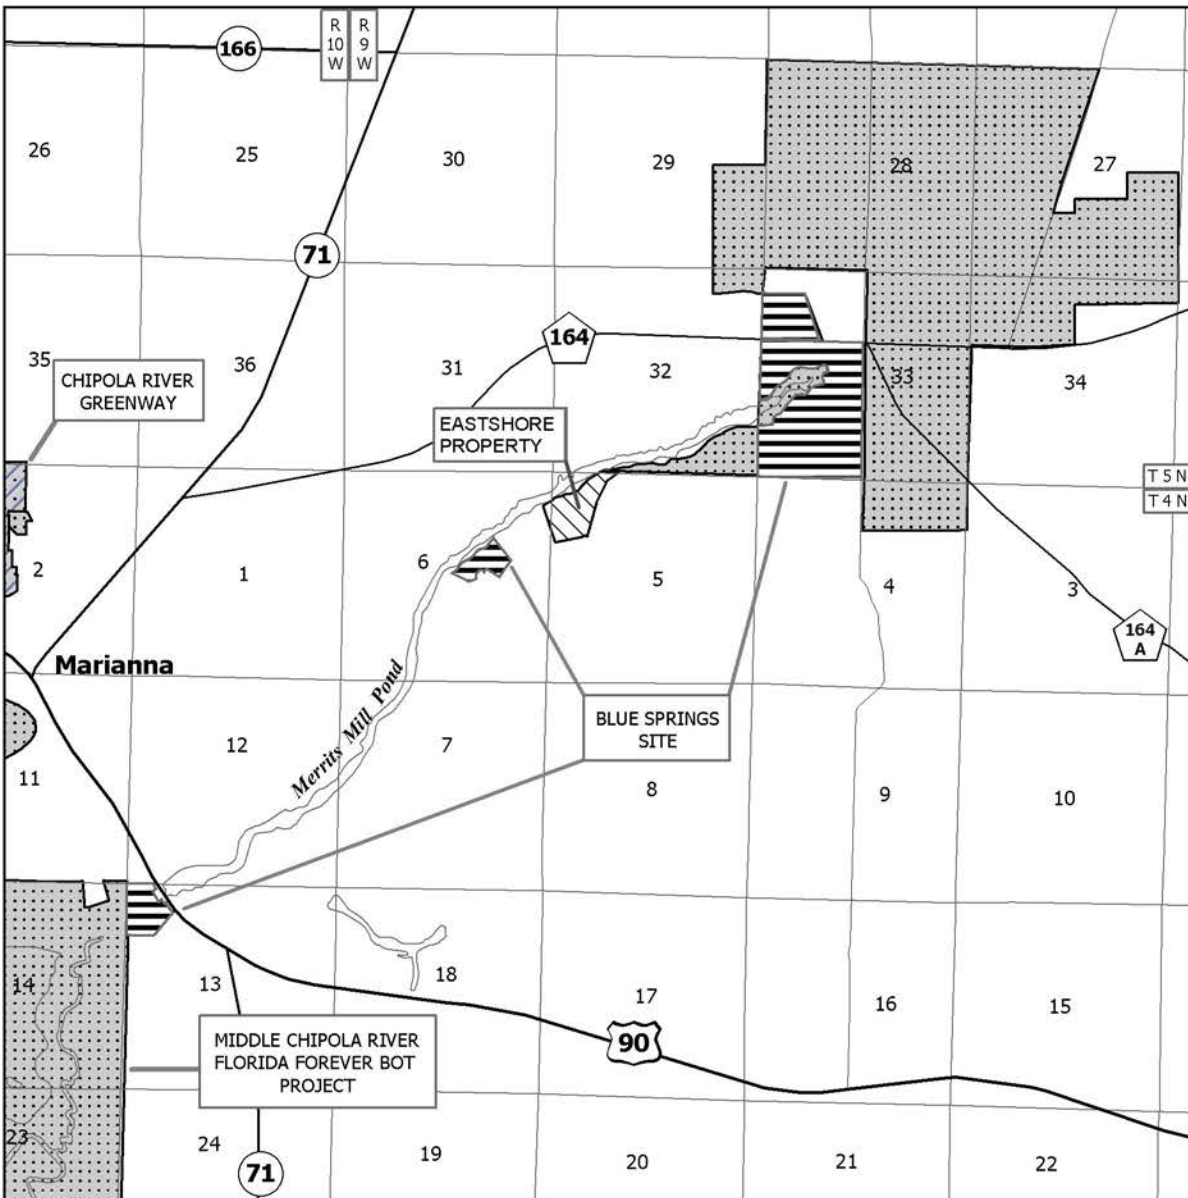 166
R
10
W
R
9
W
26
25
30
29
28
27
71
164
35
36
31
32
33
34
CHIPOLA RIVER
GREENWAY
EASTSHORE
PROPERTY
T 5 N
T 4 N
2
1
6
5
4
3
164
A
Marianna
Merrits Mill Pond
BLUE SPRINGS
SITE
11
12
7
8
9
10
14
13
18
17
16
15
MIDDLE CHIPOLA RIVER
FLORIDA FOREVER BOT
PROJECT
90
23
24
71
19
20
21
22